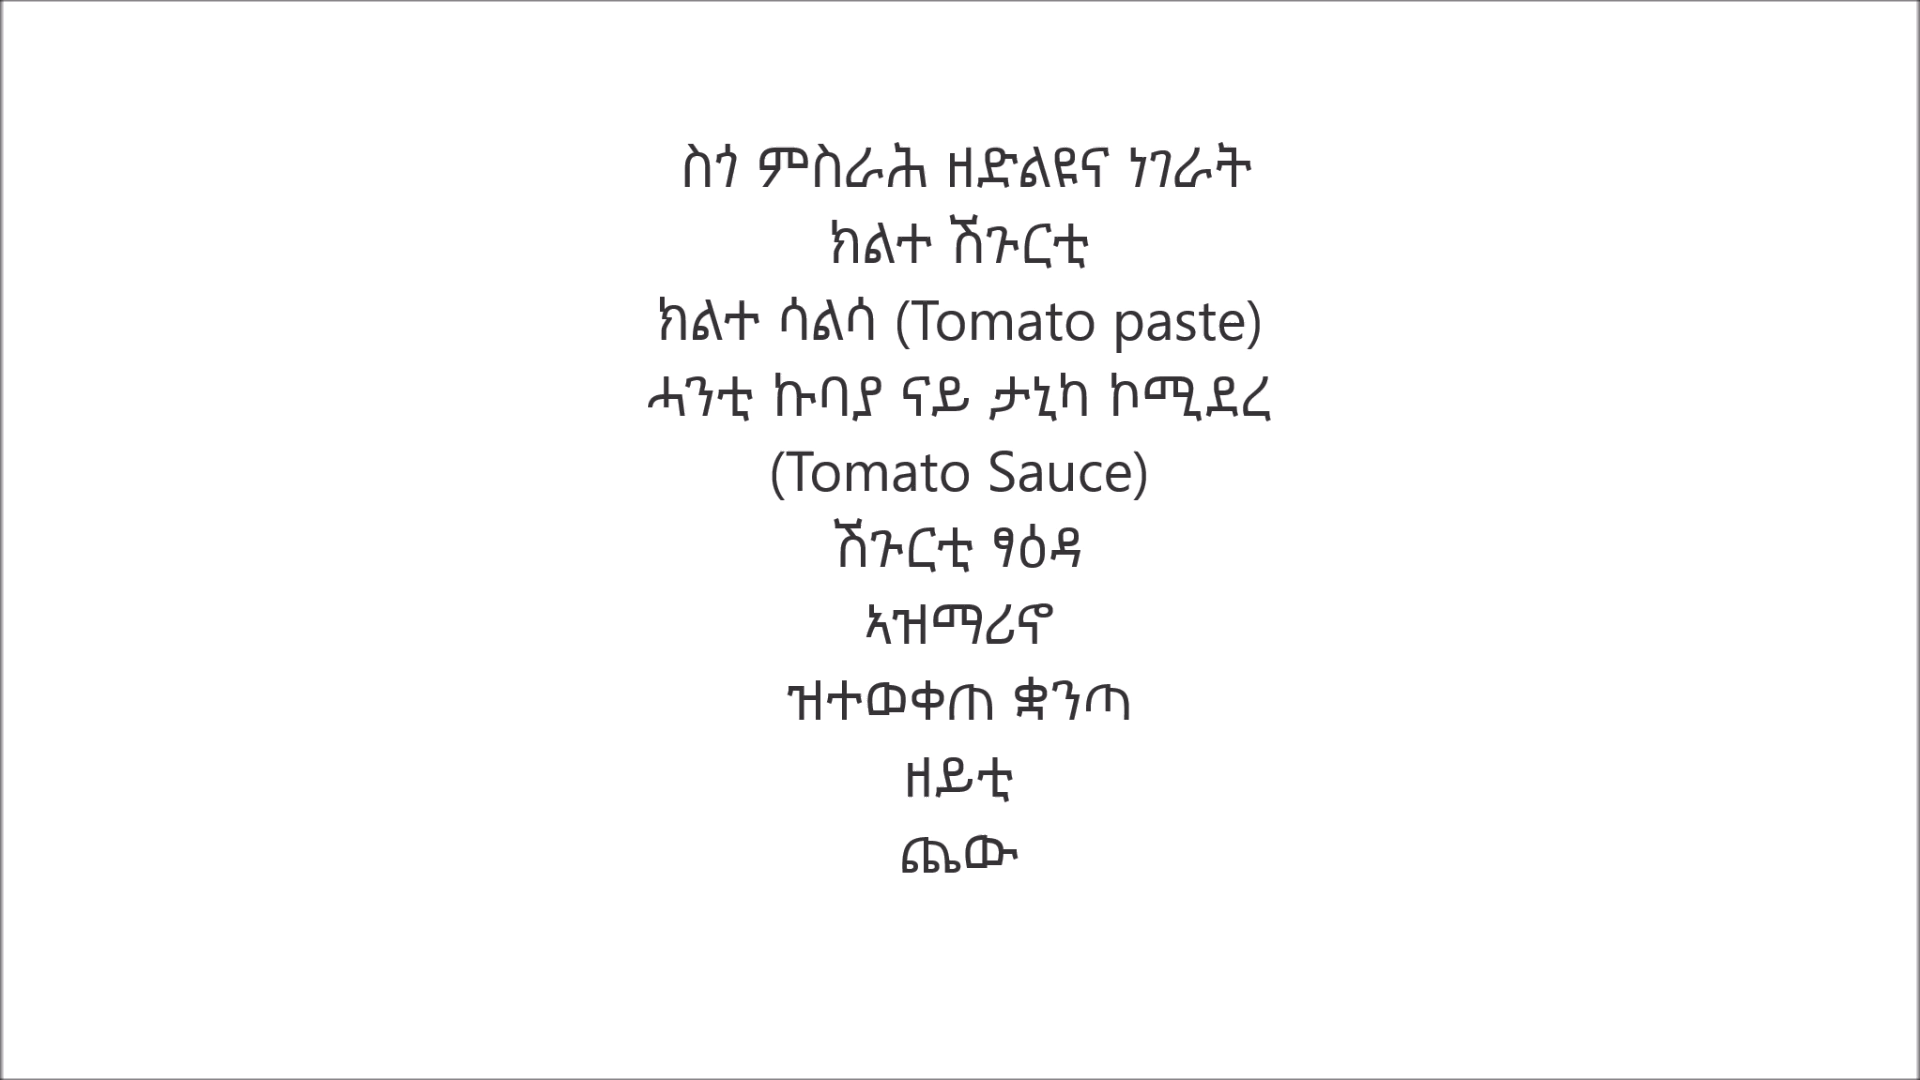 ስጎ ምስራሕ ዘድልዩና ነገራት
ክልተ ሽጉርቲ
ክልተ ሳልሳ (Tomato paste)
ሓንቲ ኩባያ ናይ ታኒካ ኮሚደረ
(Tomato Sauce)
ሽጉርቲ ፃዕዳ
ኣዝማሪኖ
ዝተወቀጠ ቋንጣ
ዘይቲ
ጨው